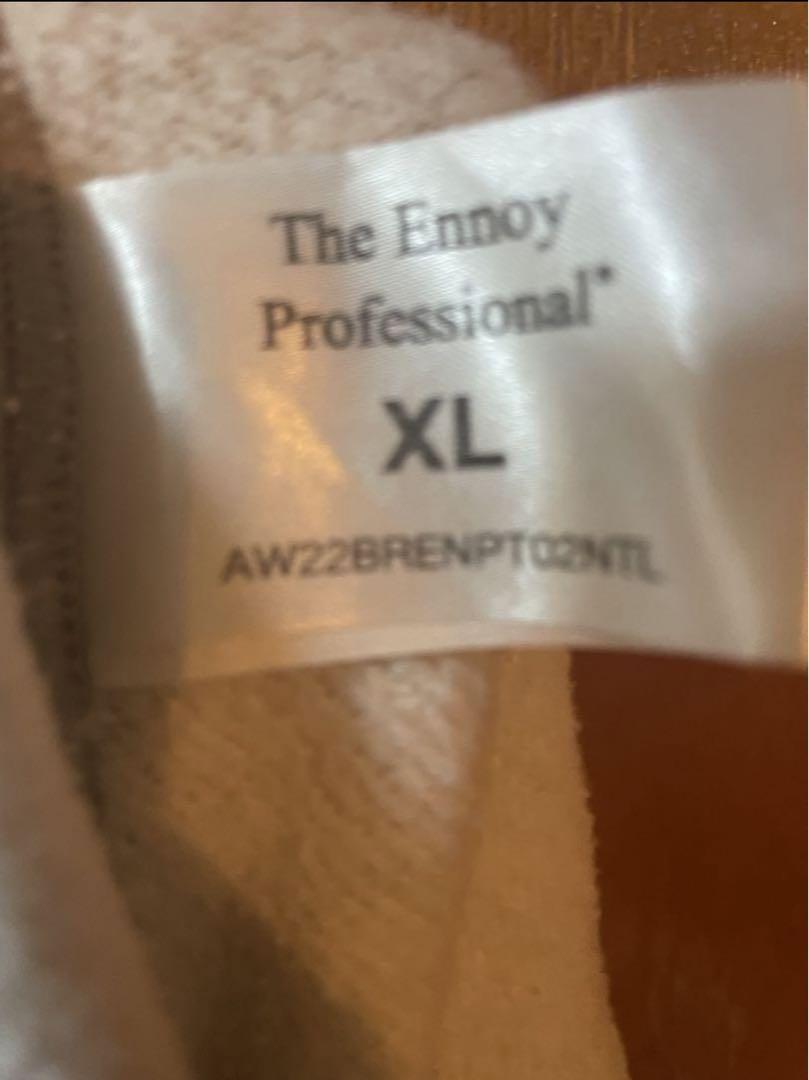 The Ennoy
Professional®
XL
AW22BRENPT02NTL